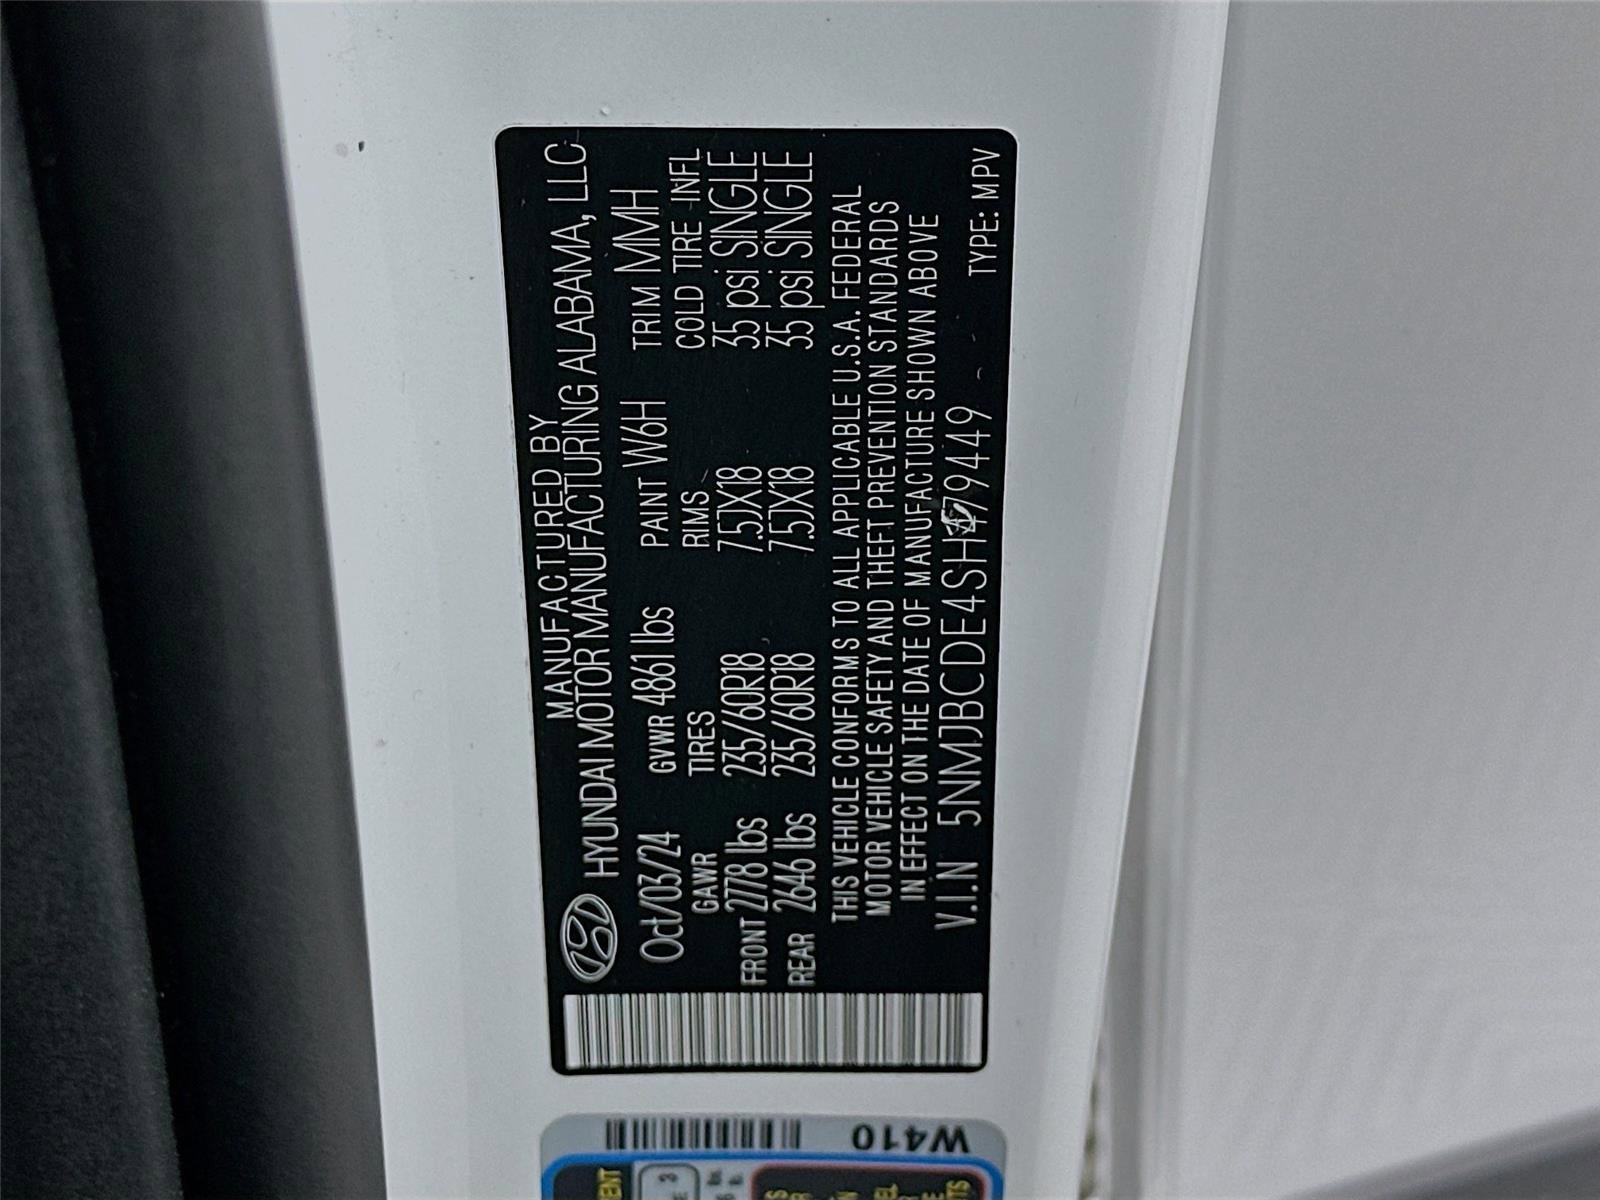 MANUFACTURED BY
HYUNDAI MOTOR MANUFACTURING ALABAMA, LLC
Oct/03/24 GVWR 4861 lbs PAINT W6H TRIM MMH
GAWR TIRES RIMS COLD TIRE INFL
FRONT 2778 lbs 235/60R18 7.5JX18 35 psi SINGLE
REAR 2646 lbs 235/60R18 7.5JX18 35 psi SINGLE
THIS VEHICLE CONFORMS TO ALL APPLICABLE U.S.A. FEDERAL
MOTOR VEHICLE SAFETY AND THEFT PREVENTION STANDARDS
IN EFFECT ON THE DATE OF MANUFACTURE SHOWN ABOVE
V.I.N
TYPE: MPV
W410